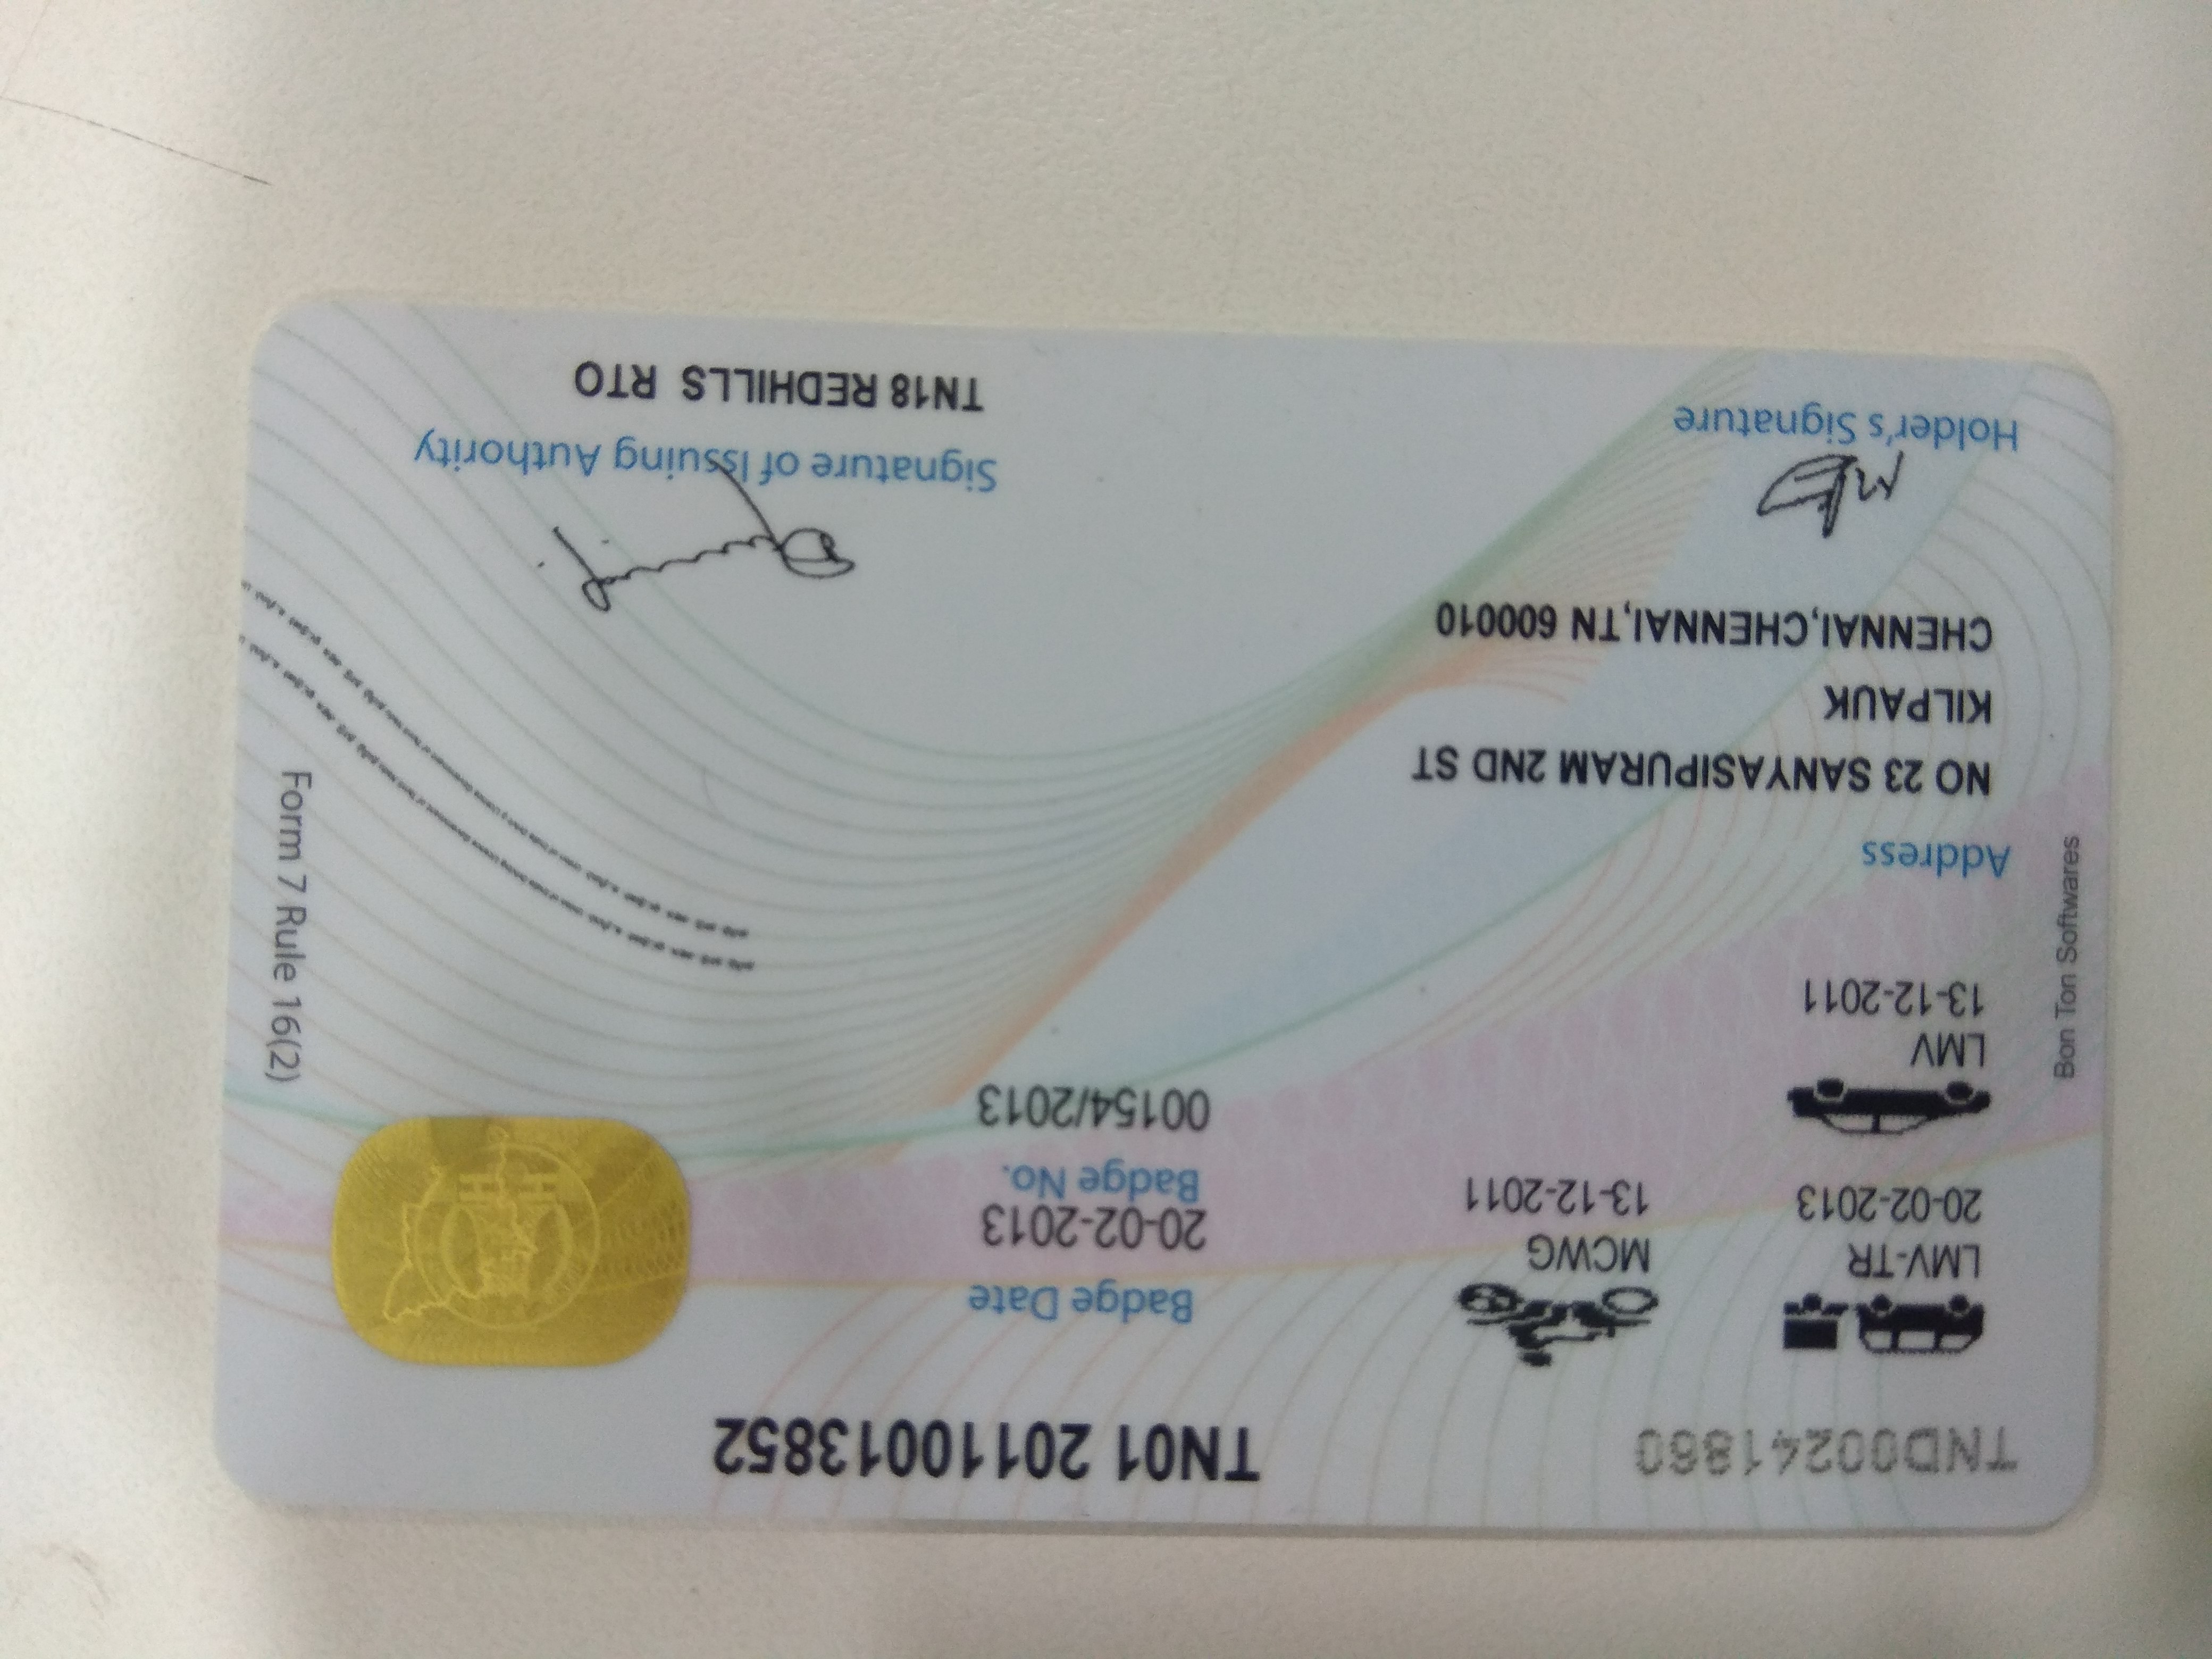 TND00241860
TN01 20110013852
LMV-TR
20-02-2013
MCWG
13-12-2011
Badge Date
20-02-2013
Badge No.
00154/2013
LMV
13-12-2011
Address
NO 23 SANYASIPURAM 2ND ST
KILPAUK
CHENNAI,CHENNAI,TN 600010
Holder's Signature
Signature of Issuing Authority
TN18 REDHILLS RTO
Form 7 Rule 16(2)
Bon Ton Softwares